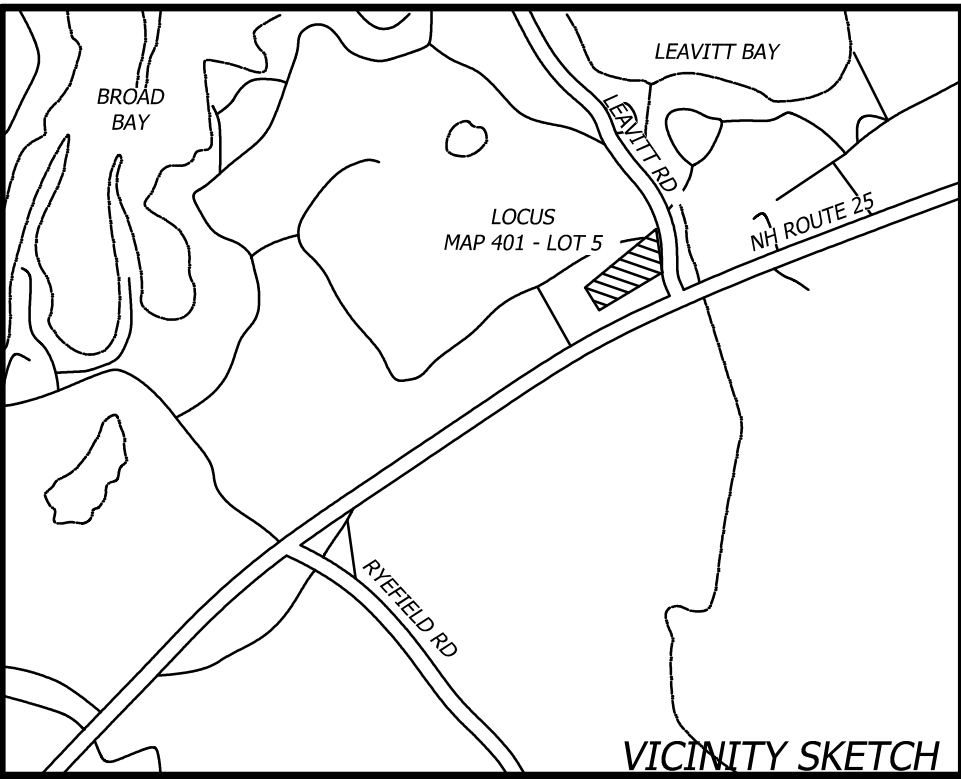 LEAVITT BAY
BROAD
BAY
LEAVITT RD
LOCUS
MAP 401 - LOT 5
NH ROUTE 25
RYEFIELD RD
VICINITY SKETCH